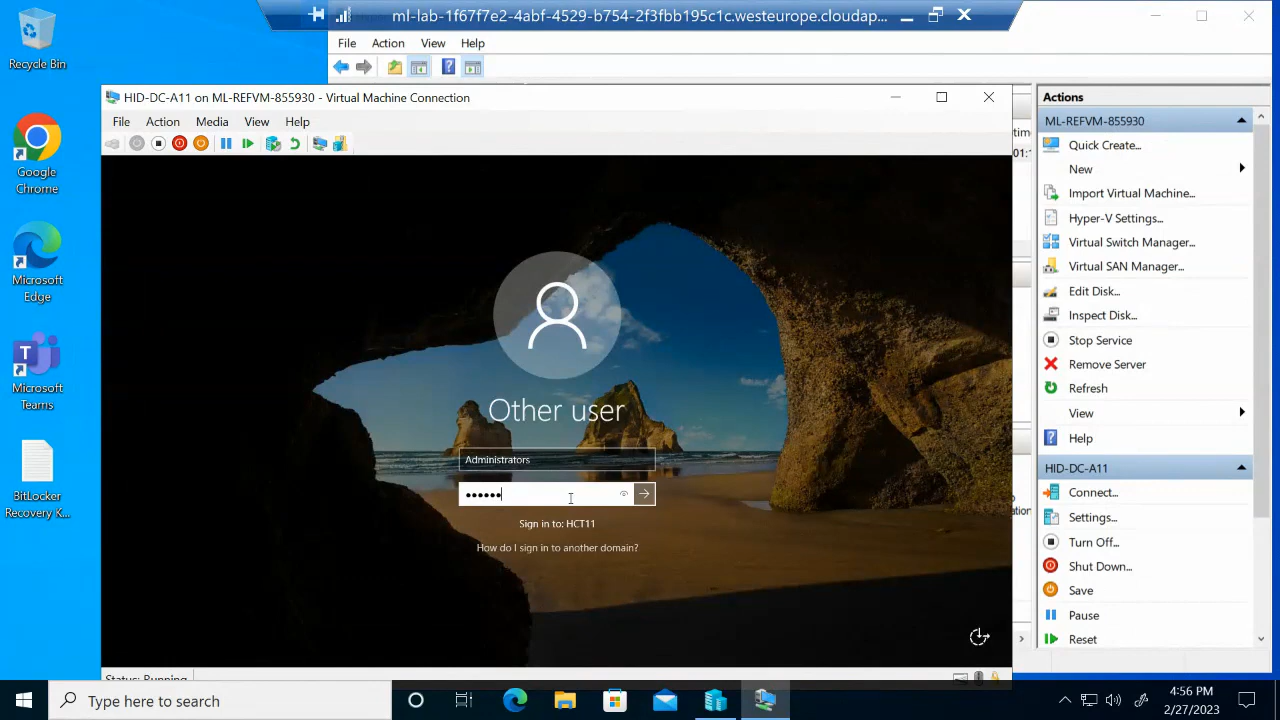 Recycle Bin
Google
Chrome
Microsoft
Edge
Microsoft
Teams
BitLocker
Recovery K...
ml-lab-1f67f7e2-4abf-4529-b754-2f3fbb195c1c.westeurope.cloudap...
File Action View Help
HID-DC-A11 on ML-REFVM-855930 - Virtual Machine Connection
File Action Media View Help
Other user
Administrators
Sign in to: HCT11
How do I sign in to another domain?
Status: Running
Actions
ML-REFVM-855930
Quick Create...
New
Import Virtual Machine...
Hyper-V Settings...
Virtual Switch Manager...
Virtual SAN Manager...
Edit Disk...
Inspect Disk...
Stop Service
Remove Server
Refresh
View
Help
HID-DC-A11
Connect...
Settings...
Turn Off...
Shut Down...
Save
Pause
Reset
Type here to search
4:56 PM
2/27/2023